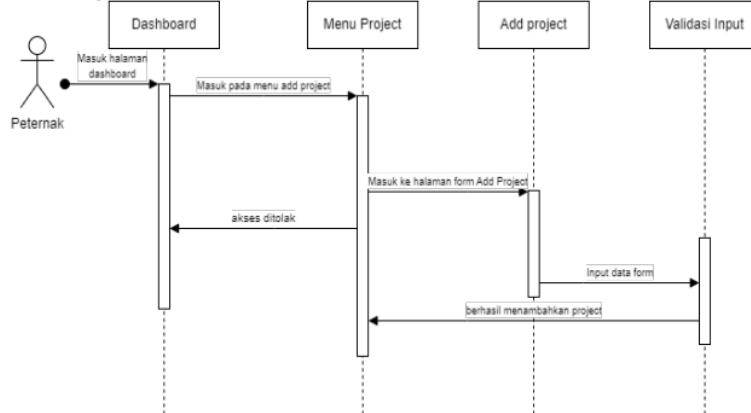 Dashboard
Menu Project
Add project
Validasi Input
Masuk halaman
dashboard
Peternak
Masuk pada menu add project
Masuk ke halaman form Add Project
akses ditolak
Input data form
berhasil menambahkan project